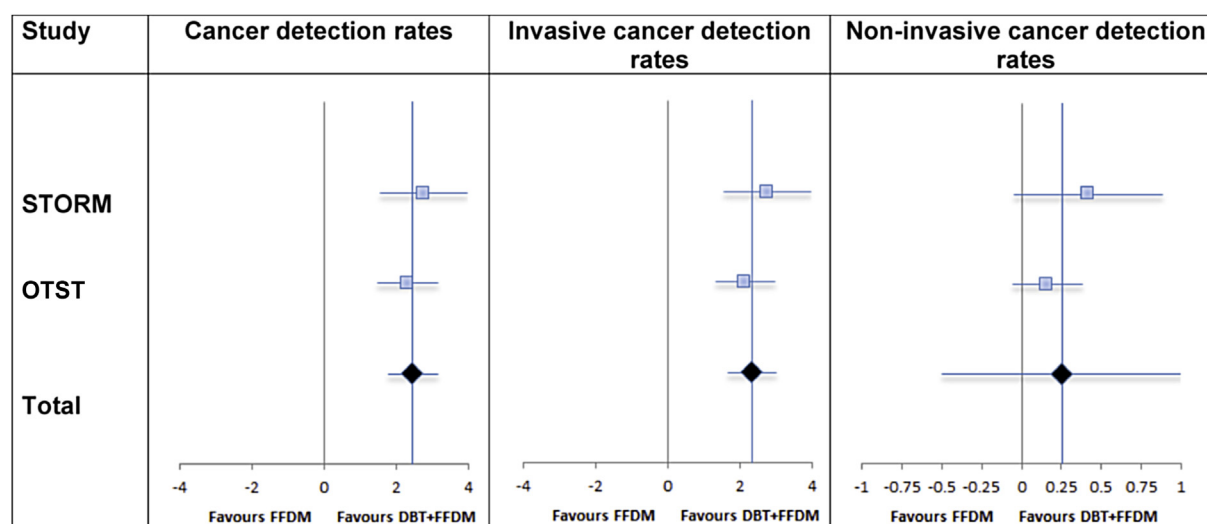 Study
Cancer detection rates
Invasive cancer detection
rates
Non-invasive cancer detection
rates
STORM
OTST
Total
-4 -2 0 2 4
Favours FFDM Favours DBT+FFDM
-4 -2 0 2 4
Favours FFDM Favours DBT+FFDM
-1 -0.75 -0.5 -0.25 0 0.25 0.5 0.75 1
Favours FFDM Favours DBT+FFDM